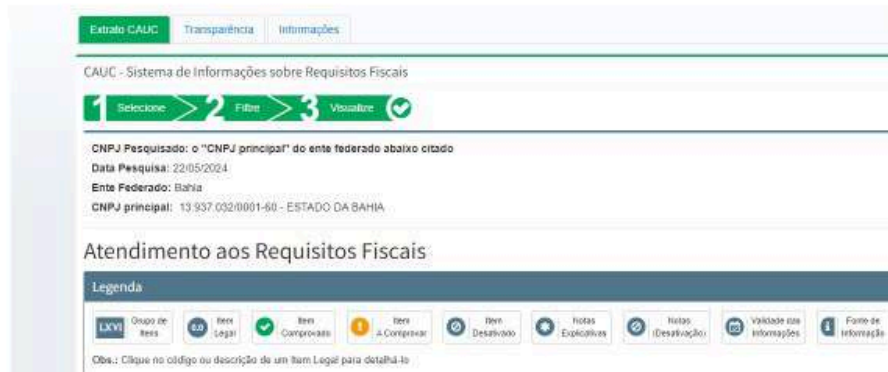 Extrato CAUC Transparência Informações
CAUC - Sistema de Informações sobre Requisitos Fiscais
1 Selecione 2 Filtre 3 Visualize
CNPJ Pesquisado: o "CNPJ principal" do ente federado abaixo citado
Data Pesquisa: 22/05/2024
Ente Federado: Bahia
CNPJ principal: 13.937.032/0001-60 - ESTADO DA BAHIA
Atendimento aos Requisitos Fiscais
Legenda
LXVI Grupo de Itens 0.0 Item Legal Item Comprovado Item A Comprovar Item Desativado Notas Explicativas Notas (Desativação) Validade das Informações Fonte de Informação
Obs.: Clique no código ou descrição de um Item Legal para detalhá-lo